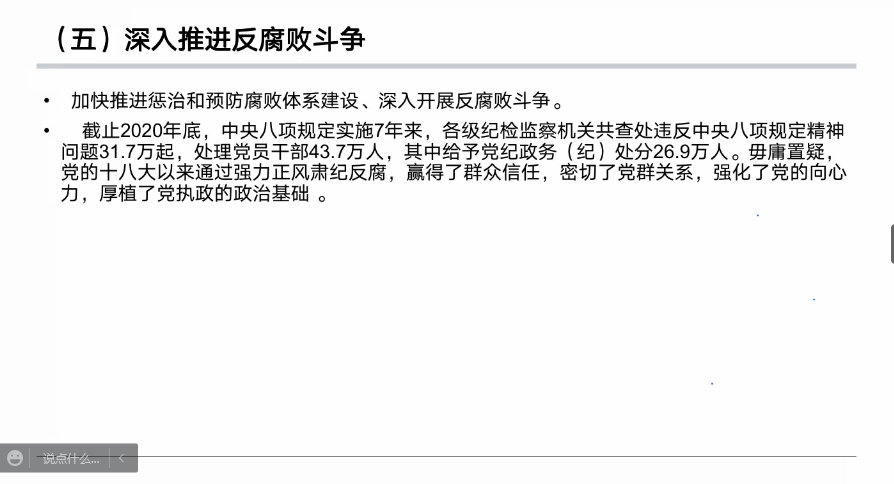 （五）深入推进反腐败斗争
• 加快推进惩治和预防腐败体系建设、深入开展反腐败斗争。
• 截止2020年底，中央八项规定实施7年来，各级纪检监察机关共查处违反中央八项规定精神
问题31.7万起，处理党员干部43.7万人，其中给予党纪政务（纪）处分26.9万人。毋庸置疑，
党的十八大以来通过强力正风肃纪反腐，赢得了群众信任，密切了党群关系，强化了党的向心
力，厚植了党执政的政治基础 。
说点什么...